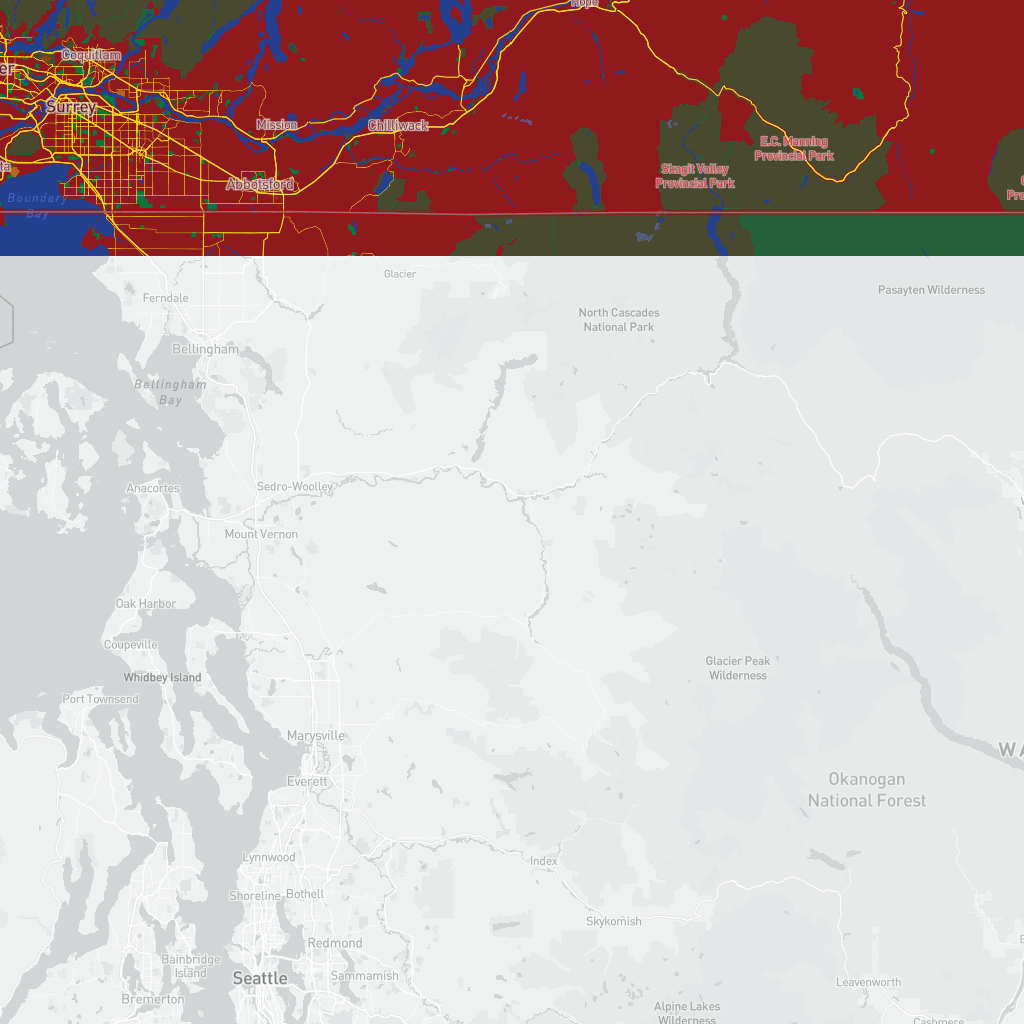 Hope
Coquitlam
er
Surrey
Mission
Chilliwack
E.C. Manning
Provincial Park
ta
Skagit Valley
Provincial Park
Abbotsford
Boundary
Bay
Glacier
Pasayten Wilderness
Ferndale
North Cascades
National Park
Bellingham
Bellingham
Bay
Anacortes
Sedro-Woolley
Mount Vernon
Oak Harbor
Coupeville
Glacier Peak
Wilderness
Whidbey Island
Port Townsend
Marysville
WA
Everett
Okanogan
National Forest
Lynnwood
Index
Shoreline
Bothell
Skykomish
Redmond
Bainbridge
Island
Seattle
Sammamish
Leavenworth
Bremerton
Alpine Lakes
Wilderness
Cashmere